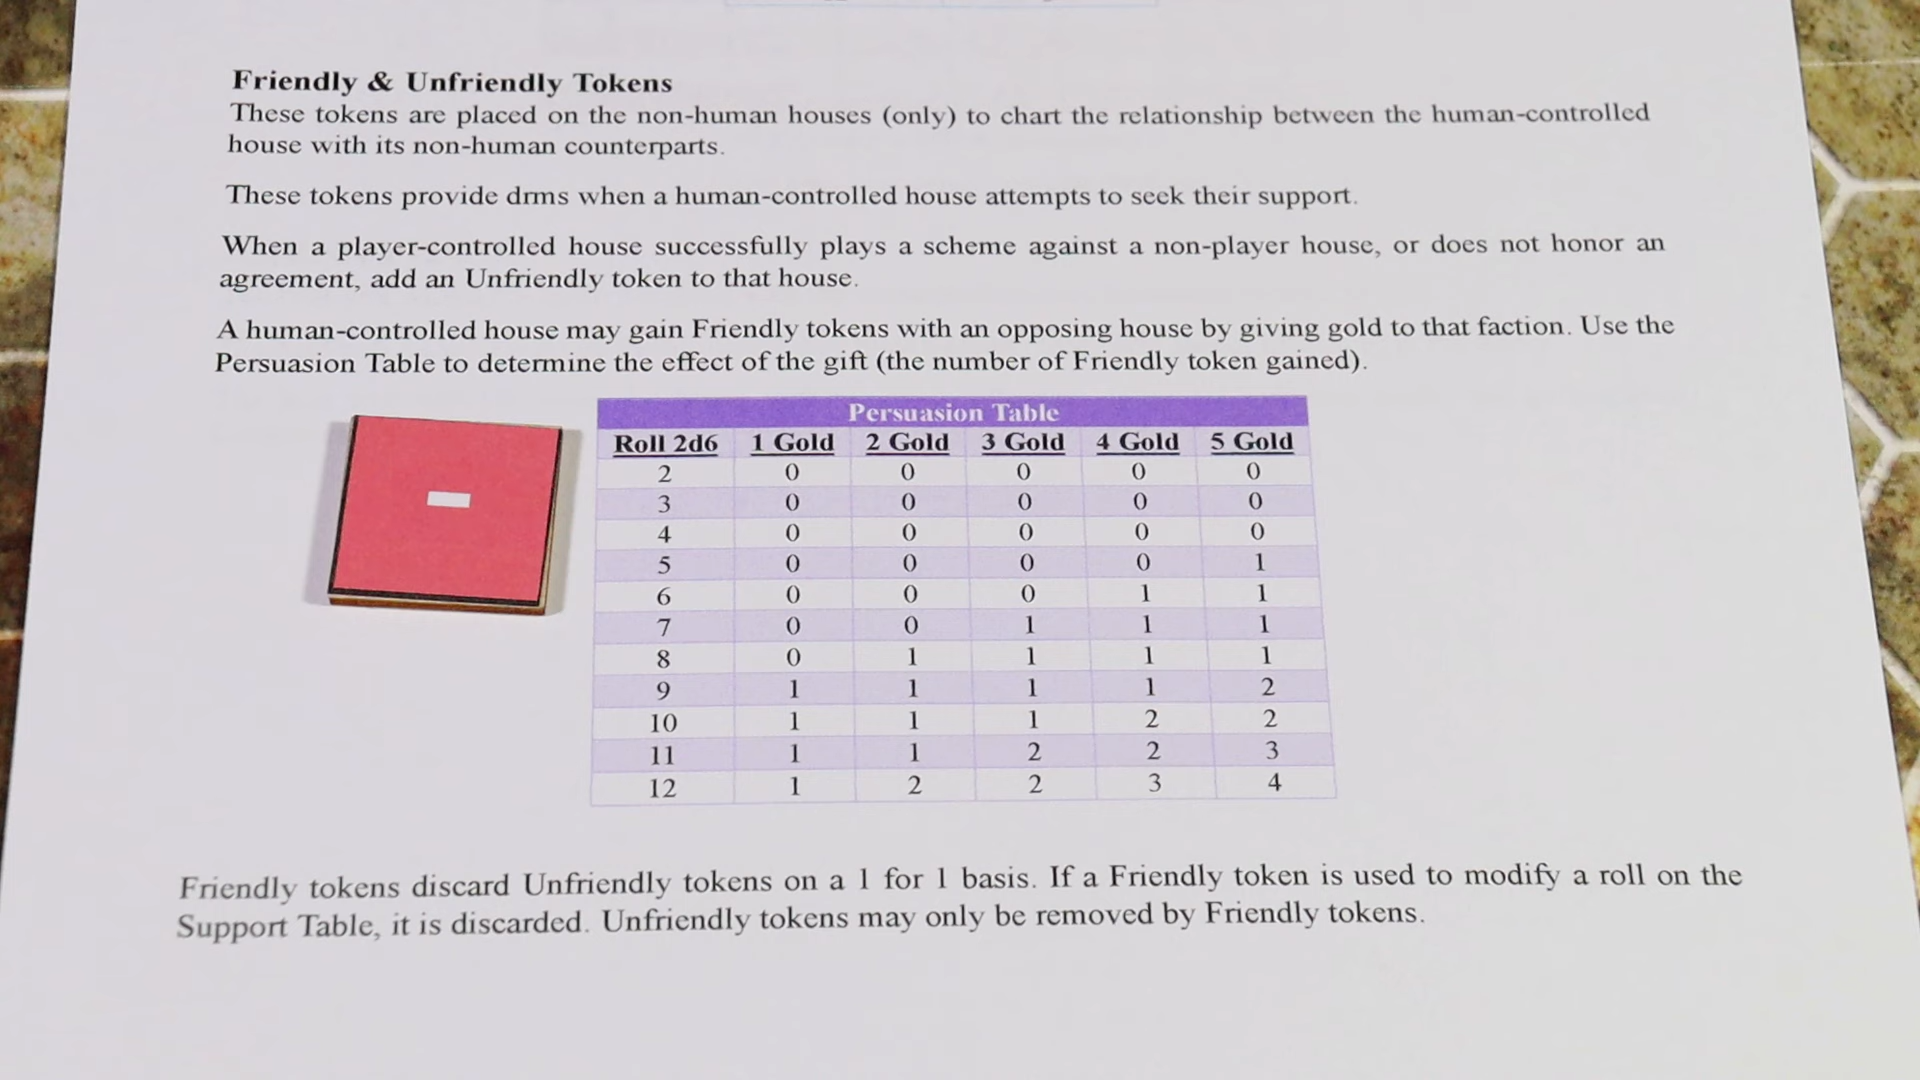 Friendly & Unfriendly Tokens
These tokens are placed on the non-human houses (only) to chart the relationship between the human-controlled
house with its non-human counterparts.
These tokens provide drms when a human-controlled house attempts to seek their support.
When a player-controlled house successfully plays a scheme against a non-player house, or does not honor an
agreement, add an Unfriendly token to that house.
A human-controlled house may gain Friendly tokens with an opposing house by giving gold to that faction. Use the
Persuasion Table to determine the effect of the gift (the number of Friendly token gained).
Persuasion Table
Roll 2d6 1 Gold 2 Gold 3 Gold 4 Gold 5 Gold
2 0 0 0 0 0
3 0 0 0 0 0
4 0 0 0 0 0
5 0 0 0 0 1
6 0 0 0 1 1
7 0 0 1 1 1
8 0 1 1 1 1
9 1 1 1 1 2
10 1 1 1 2 2
11 1 1 2 2 3
12 1 2 2 3 4
Friendly tokens discard Unfriendly tokens on a 1 for 1 basis. If a Friendly token is used to modify a roll on the
Support Table, it is discarded. Unfriendly tokens may only be removed by Friendly tokens.